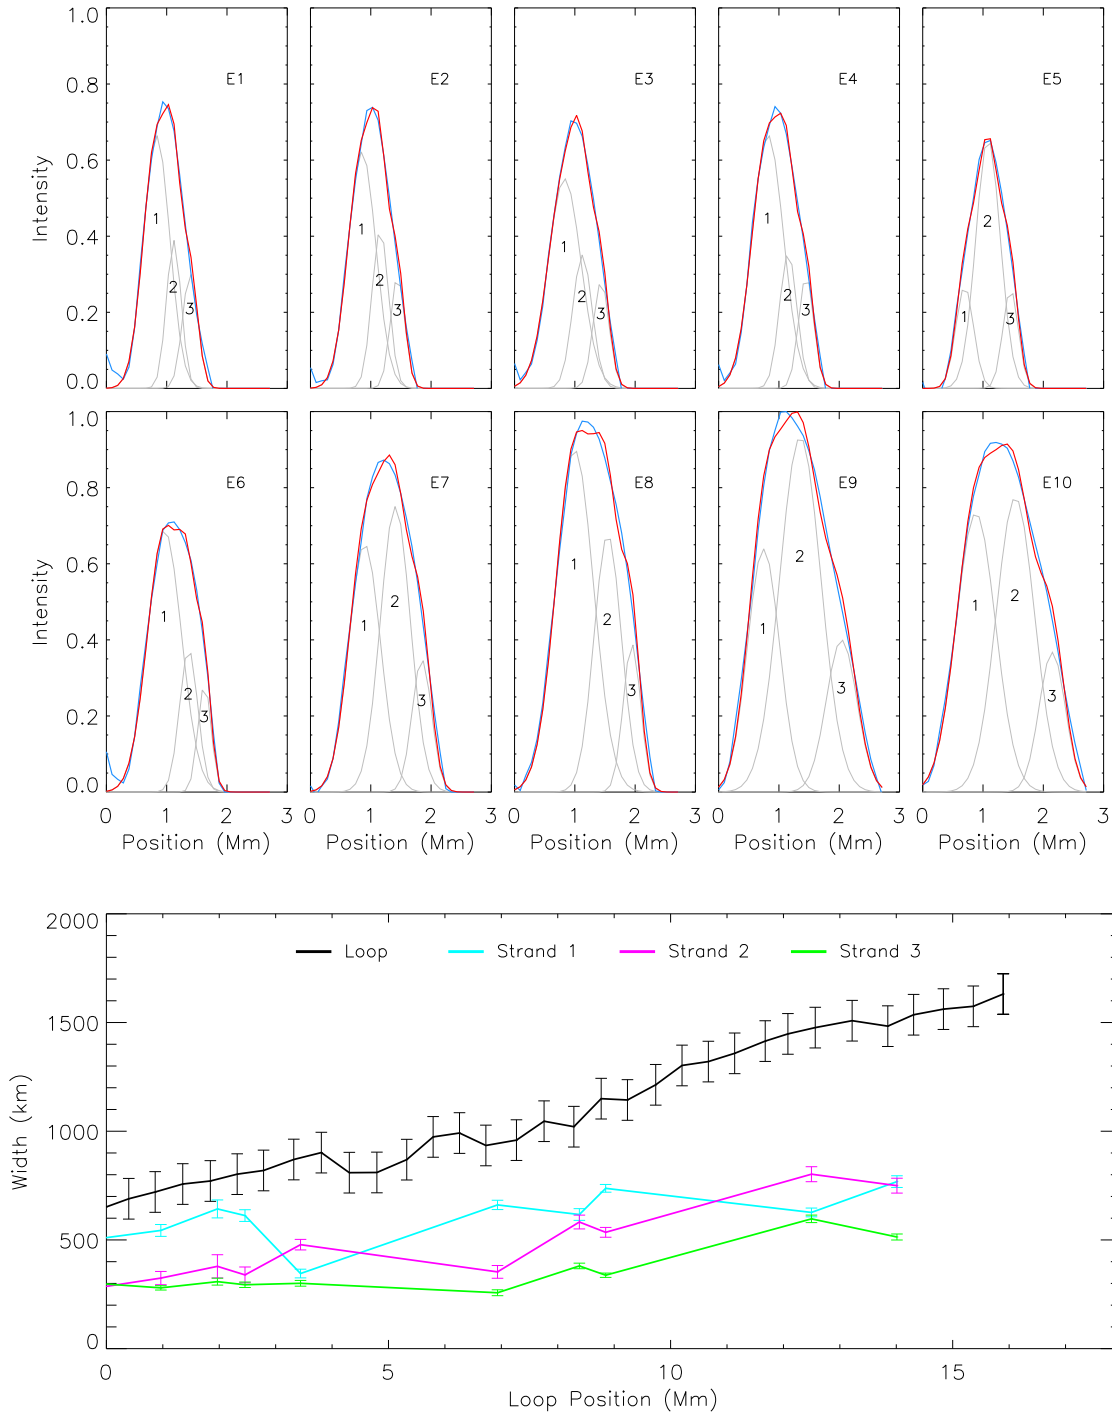 1.0
E1 E2 E3 E4 E5
0.8
0.6
Intensity
0.4
0.2
0.0
1 2 3
1 2 3
1 2 3
1 2 3
1 2 3
E6 E7 E8 E9 E10
1.0
0.8
0.6
Intensity
0.4
0.2
0.0
1 2 3
1 2 3
1 2 3
1 2 3
1 2 3
0 1 2 3 0 1 2 3 0 1 2 3 0 1 2 3 0 1 2 3
Position (Mm) Position (Mm) Position (Mm) Position (Mm) Position (Mm)
2000
Loop Strand 1 Strand 2 Strand 3
1500
1000
Width (km)
500
0
0 5 10 15
Loop Position (Mm)